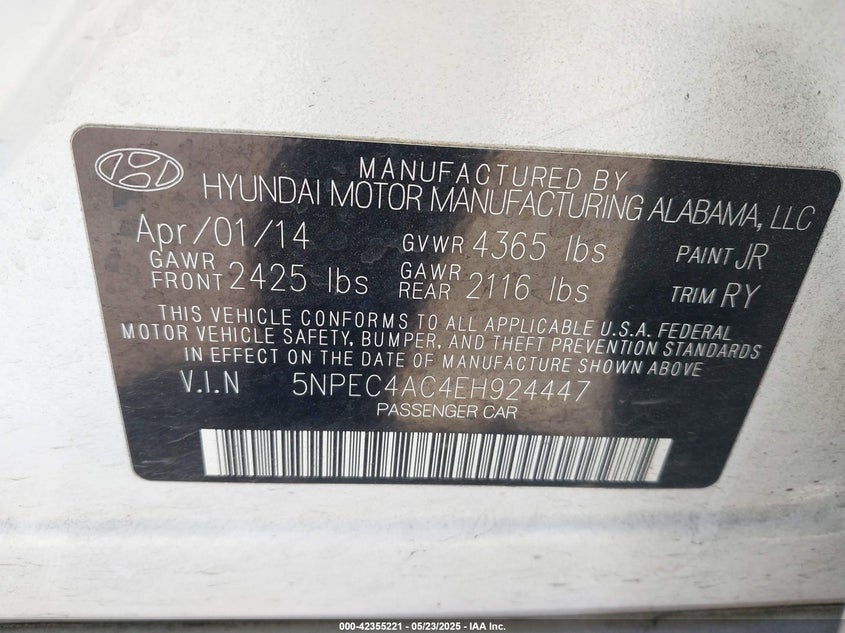 MANUFACTURED BY
HYUNDAI MOTOR MANUFACTURING ALABAMA, LLC
Apr/01/14 GVWR 4365 lbs PAINT JR
GAWR FRONT 2425 lbs GAWR REAR 2116 lbs TRIM RY
THIS VEHICLE CONFORMS TO ALL APPLICABLE U.S.A. FEDERAL
MOTOR VEHICLE SAFETY, BUMPER, AND THEFT PREVENTION STANDARDS
IN EFFECT ON THE DATE OF MANUFACTURE SHOWN ABOVE
V.I.N 5NPEC4AC4EH924447
PASSENGER CAR
000-42355221 - 05/23/2025 - IAA Inc.